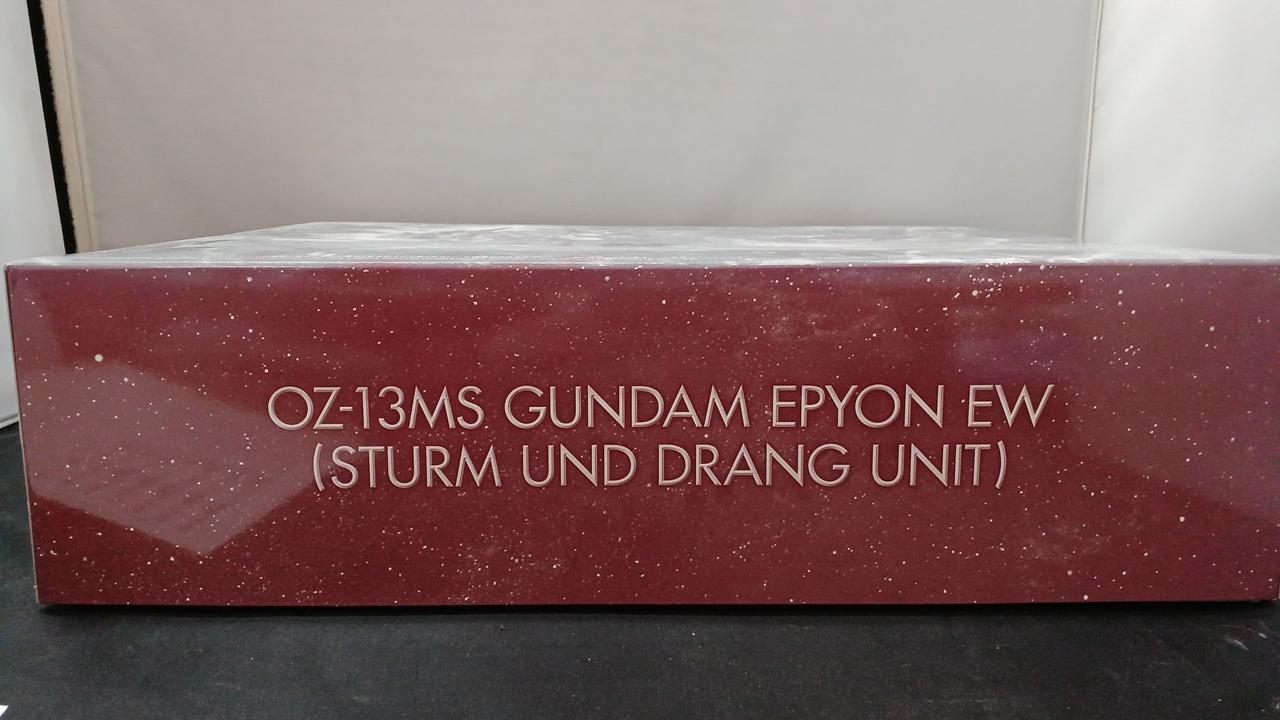 OZ-13MS GUNDAM EPYON EW
(STURM UND DRANG UNIT)